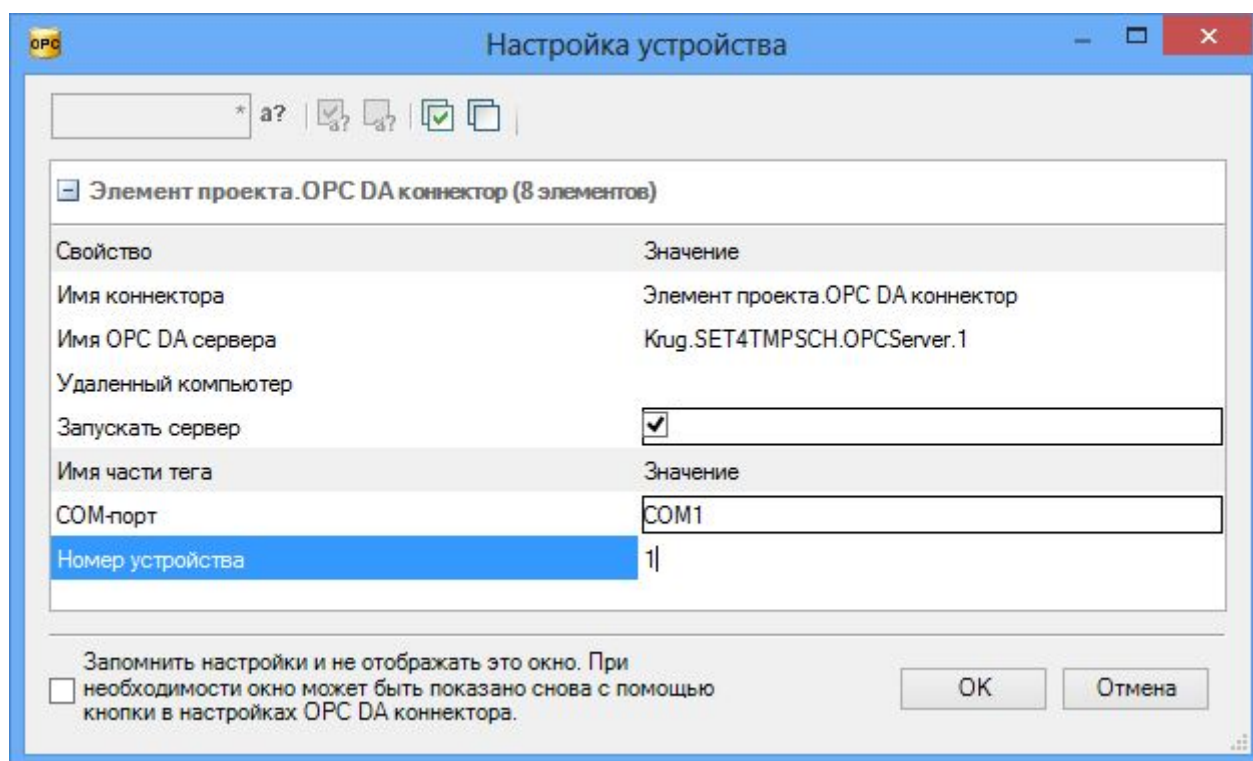 OPC
Настройка устройства
* a?
a? a?
Элемент проекта.OPC DA коннектор (8 элементов)
Свойство Значение
Имя коннектора Элемент проекта.OPC DA коннектор
Имя OPC DA сервера Krug.SET4TMPSCH.OPCServer.1
Удаленный компьютер
Запускать сервер
Имя части тега Значение
COM-порт COM1
Номер устройства 1
Запомнить настройки и не отображать это окно. При
необходимости окно может быть показано снова с помощью
кнопки в настройках OPC DA коннектора.
OK Отмена